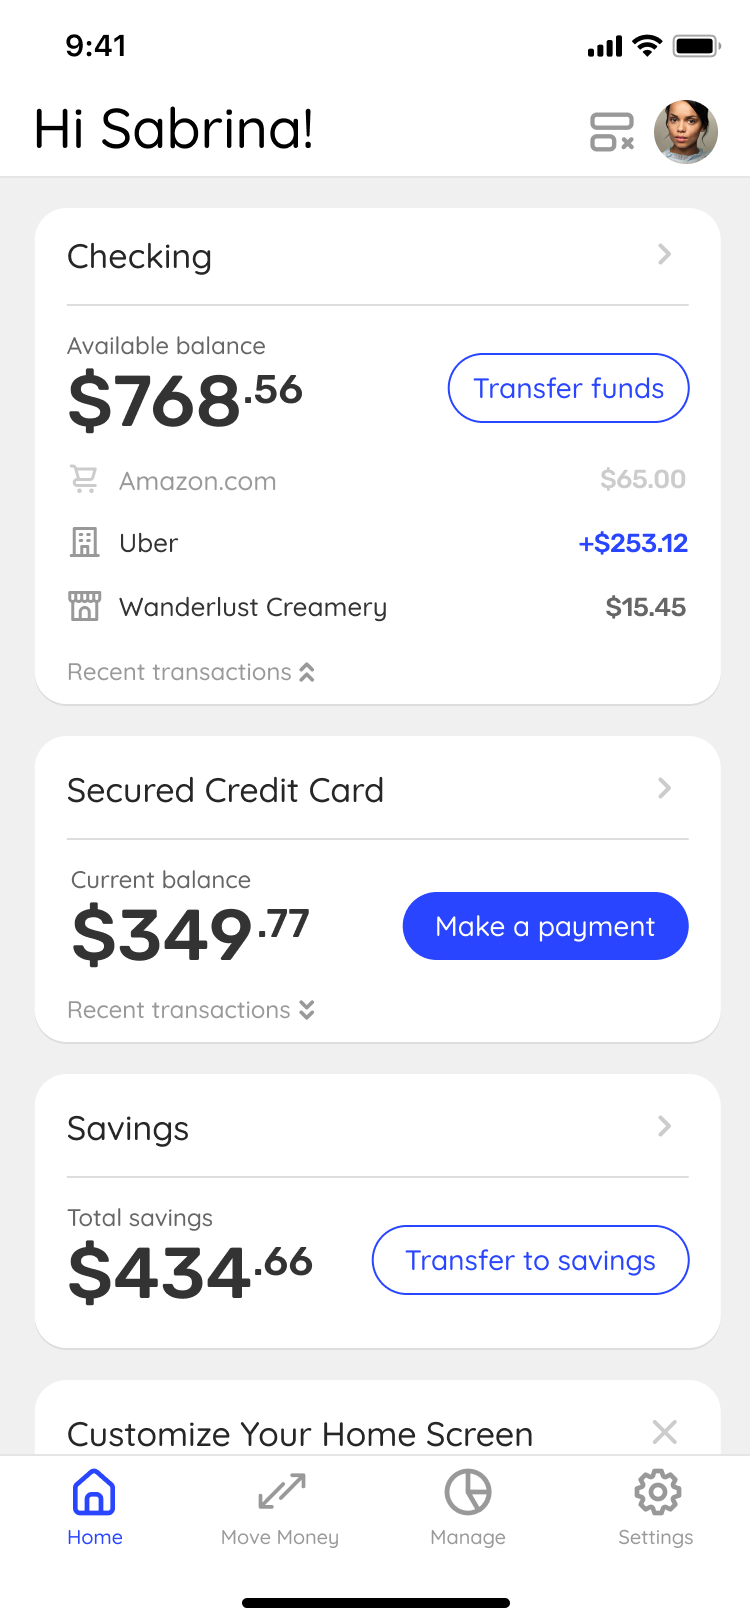 9:41
Hi Sabrina!
Checking
Available balance
$768.56
Transfer funds
Amazon.com $65.00
Uber +$253.12
Wanderlust Creamery $15.45
Recent transactions
Secured Credit Card
Current balance
$349.77
Make a payment
Recent transactions
Savings
Total savings
$434.66
Transfer to savings
Customize Your Home Screen
Home Move Money Manage Settings